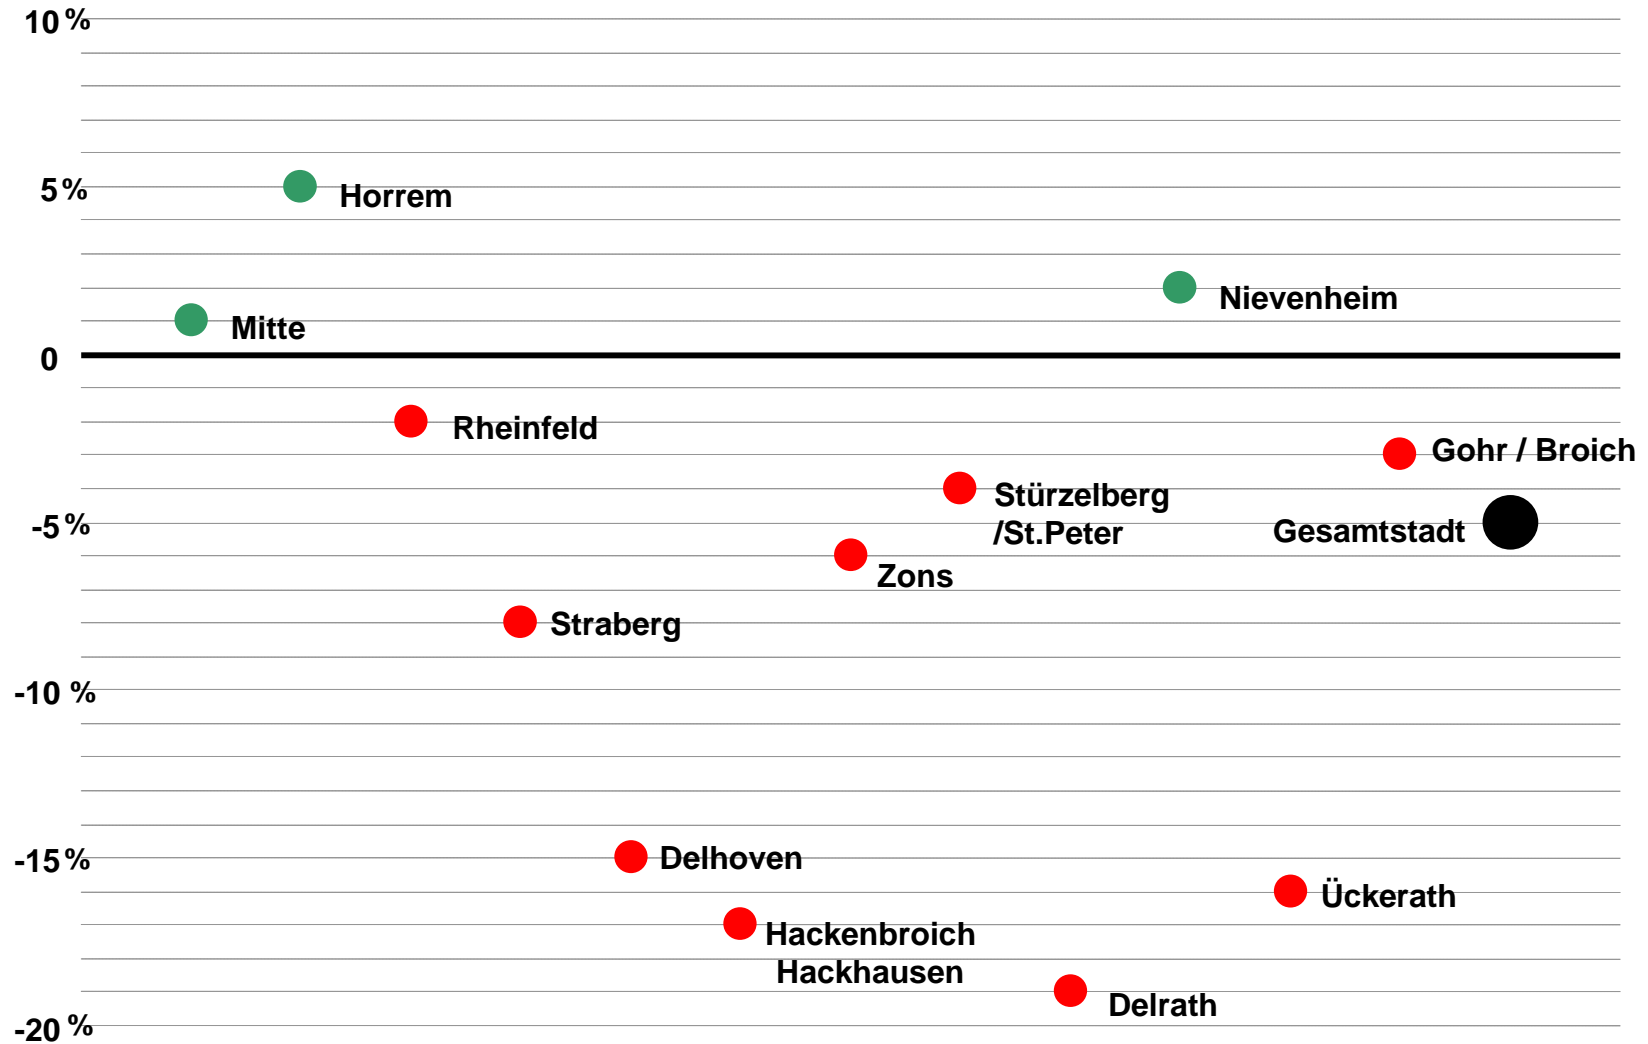 10%
5%
Horrem
Nievenheim
Mitte
0
Rheinfeld
Gohr / Broich
Stürzelberg
/St.Peter
-5%
Gesamtstadt
Zons
Straberg
-10 %
-15%
Delhoven
Ückerath
Hackenbroich
Hackhausen
Delrath
-20%